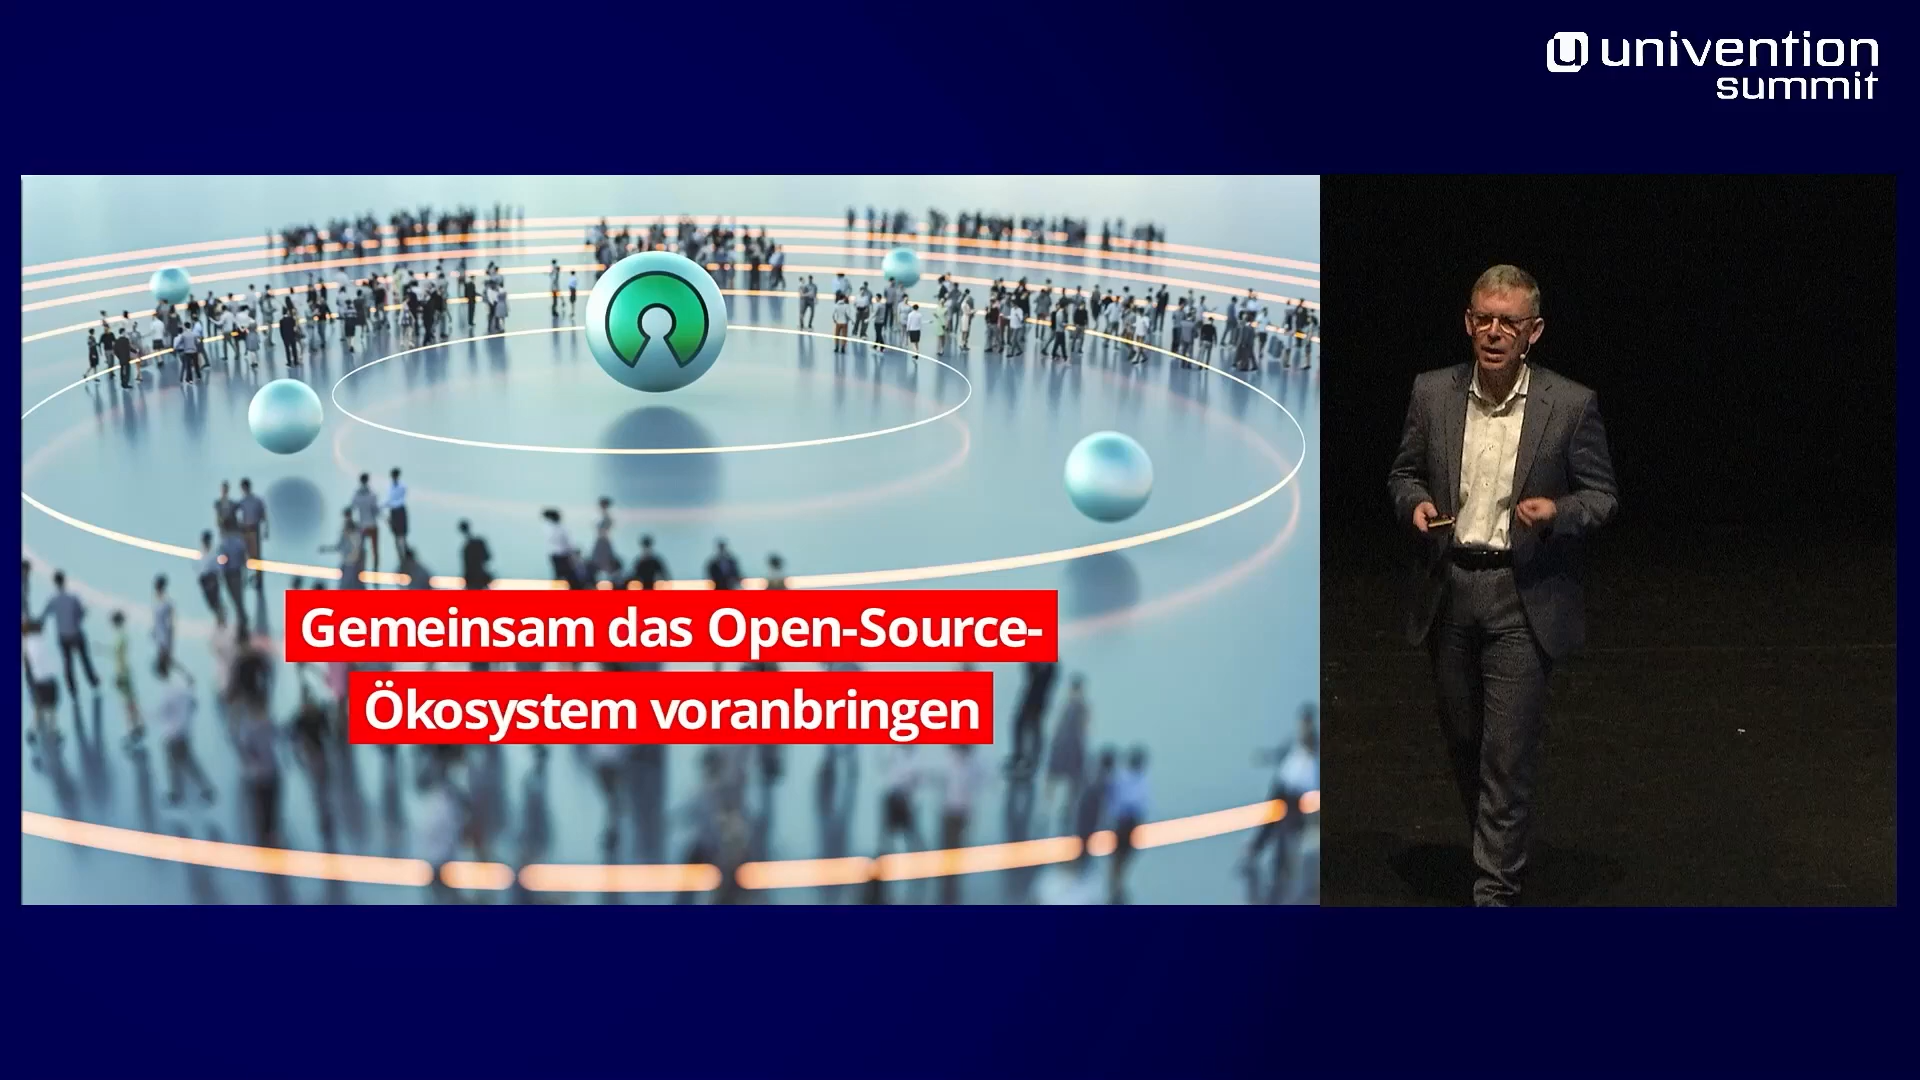 univention
summit
Gemeinsam das Open-Source-
Ökosystem voranbringen